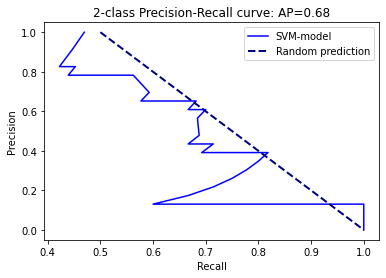 2-class Precision-Recall curve: AP=0.68
SVM-model
Random prediction
Precision
1.0
0.8
0.6
0.4
0.2
0.0
0.4 0.5 0.6 0.7 0.8 0.9 1.0
Recall